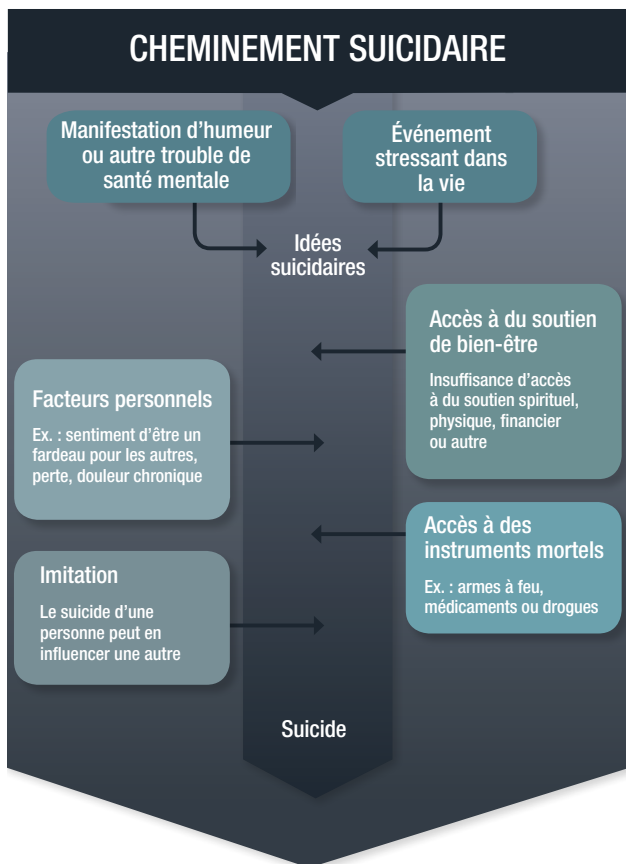 CHEMINEMENT SUICIDAIRE
Manifestation d’humeur
ou autre trouble de
santé mentale
Événement
stressant dans
la vie
Idées
suicidaires
Accès à du soutien
de bien-être
Insuffisance d’accès
à du soutien spirituel,
physique, financier
ou autre
Facteurs personnels
Ex. : sentiment d’être un
fardeau pour les autres,
perte, douleur chronique
Accès à des
instruments mortels
Ex. : armes à feu,
médicaments ou drogues
Imitation
Le suicide d’une
personne peut en
influencer une autre
Suicide